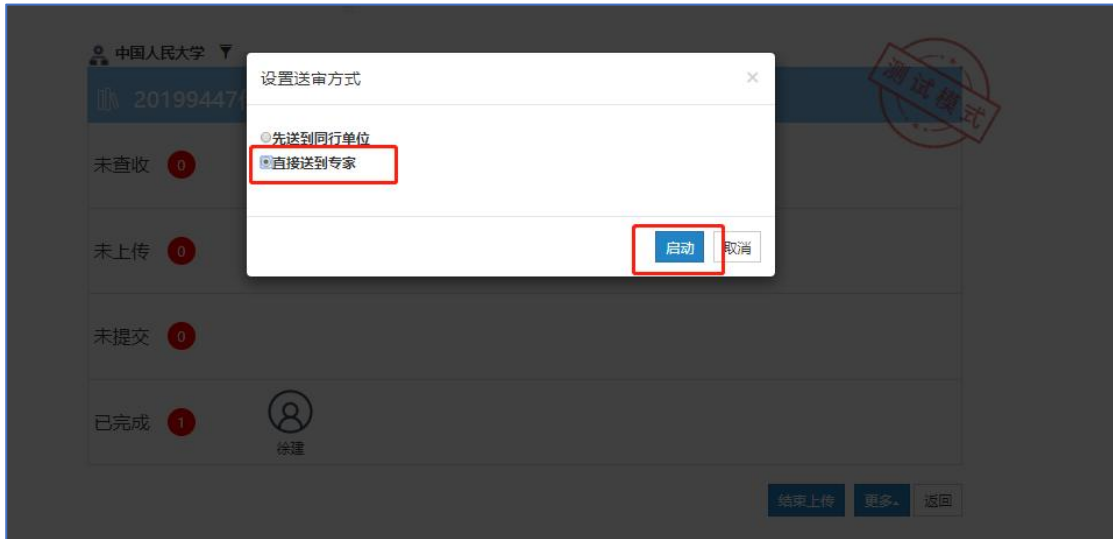 中国人民大学
设置送审方式 ×
20199447
测试模式
先送到同行单位
直接送到专家
未查收 0
启动 取消
未上传 0
未提交 0
已完成 1
徐建
结束上传 更多 返回